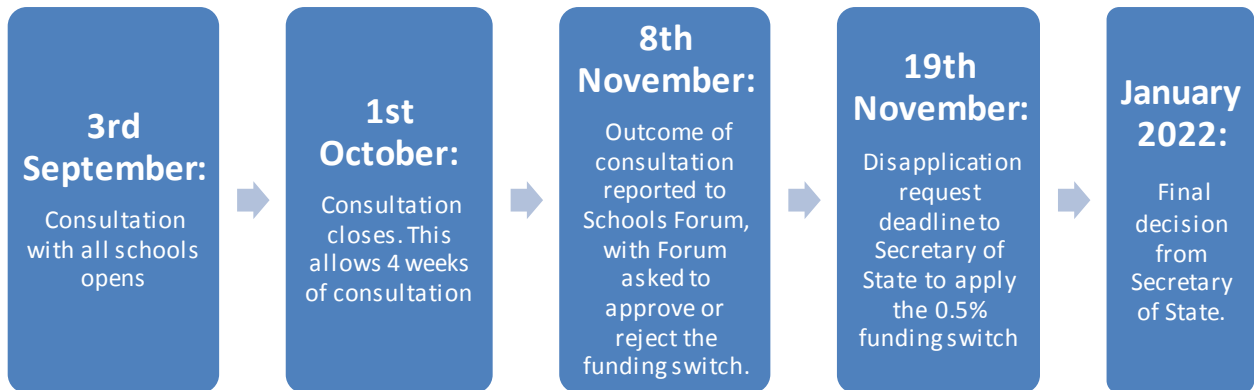 3rd
September:
Consultation
with all schools
opens
1st
October:
Consultation
closes. This
allows 4 weeks
of consultation
8th
November:
Outcome of
consultation
reported to
Schools Forum,
with Forum
asked to
approve or
reject the
funding switch.
19th
November:
Disapplication
request
deadline to
Secretary of
State to apply
the 0.5%
funding switch
January
2022:
Final
decision
from
Secretary
of State.